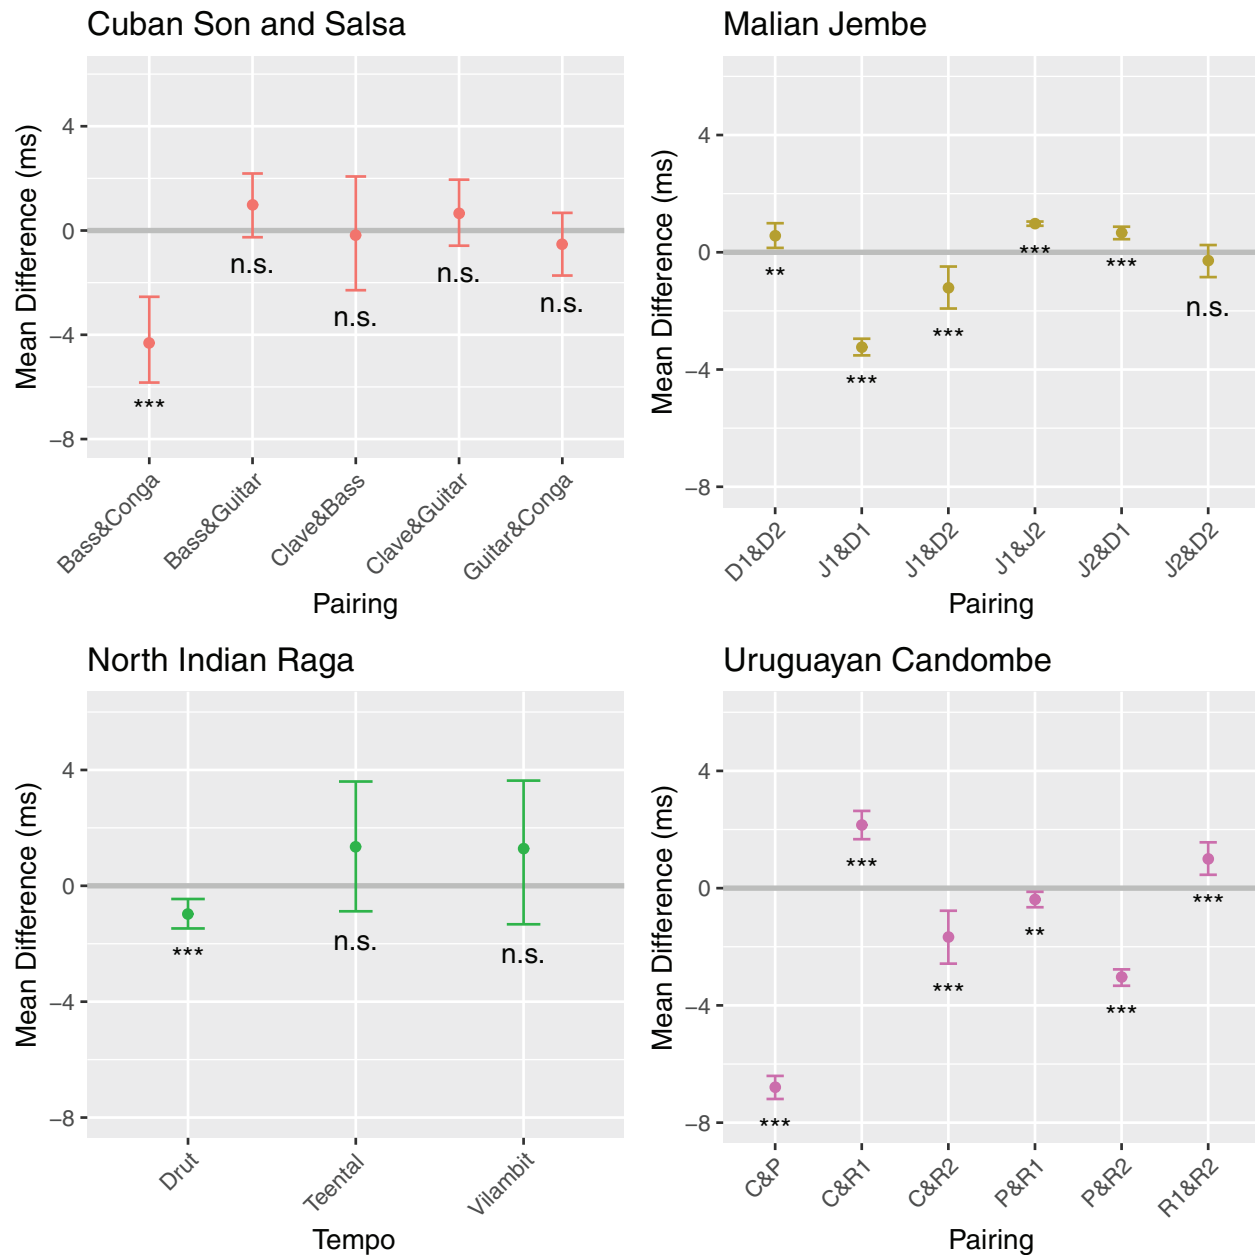 Cuban Son and Salsa
Mean Difference (ms)
4
0
−4
−8
***
n.s.
n.s.
n.s.
n.s.
Bass&Conga
Bass&Guitar
Clave&Bass
Clave&Guitar
Guitar&Conga
Pairing
Malian Jembe
Mean Difference (ms)
4
0
−4
−8
**
***
***
***
***
n.s.
D1&D2
J1&D1
J1&D2
J1&J2
J2&D1
J2&D2
Pairing
North Indian Raga
Mean Difference (ms)
4
0
−4
−8
***
n.s.
n.s.
Drut
Teental
Vilambit
Tempo
Uruguayan Candombe
Mean Difference (ms)
4
0
−4
−8
***
***
***
**
***
***
C&P
C&R1
C&R2
P&R1
P&R2
R1&R2
Pairing